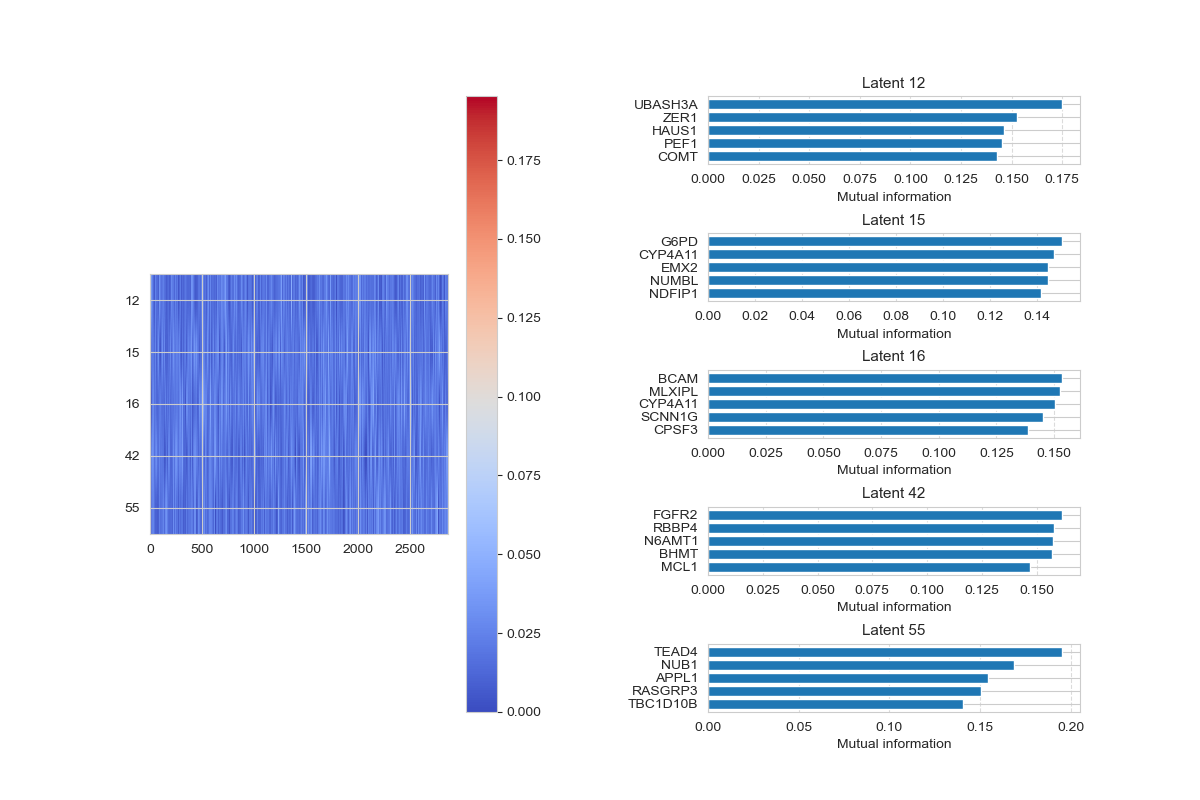 12
15
16
42
55
0 500 1000 1500 2000 2500
0.175
0.150
0.125
0.100
0.075
0.050
0.025
0.000
Latent 12
UBASH3A
ZER1
HAUS1
PEF1
COMT
0.000 0.025 0.050 0.075 0.100 0.125 0.150 0.175
Mutual information
Latent 15
G6PD
CYP4A11
EMX2
NUMBL
NDFIP1
0.00 0.02 0.04 0.06 0.08 0.10 0.12 0.14
Mutual information
Latent 16
BCAM
MLXIPL
CYP4A11
SCNN1G
CPSF3
0.000 0.025 0.050 0.075 0.100 0.125 0.150
Mutual information
Latent 42
FGFR2
RBBP4
N6AMT1
BHMT
MCL1
0.000 0.025 0.050 0.075 0.100 0.125 0.150
Mutual information
Latent 55
TEAD4
NUB1
APPL1
RASGRP3
TBC1D10B
0.00 0.05 0.10 0.15 0.20
Mutual information